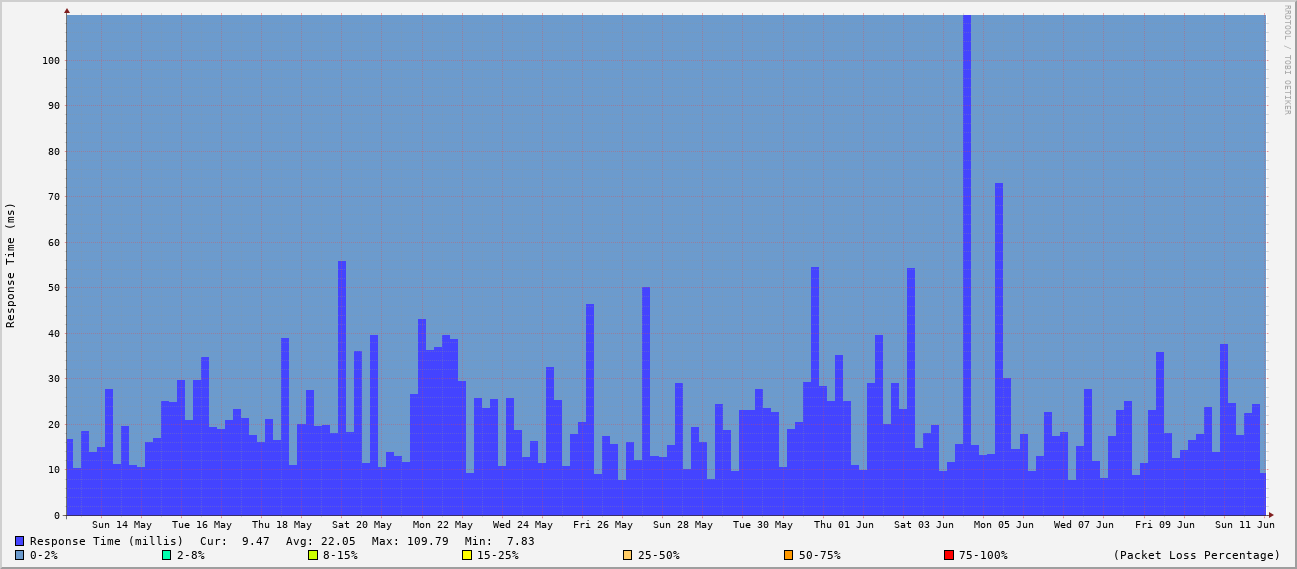 RRDTOOL / TOBI OETIKER
Response Time (ms)
100
90
80
70
60
50
40
30
20
10
0
Sun 14 May Tue 16 May Thu 18 May Sat 20 May Mon 22 May Wed 24 May Fri 26 May Sun 28 May Tue 30 May Thu 01 Jun Sat 03 Jun Mon 05 Jun Wed 07 Jun Fri 09 Jun Sun 11 Jun
Response Time (millis) Cur: 9.47 Avg: 22.05 Max: 109.79 Min: 7.83
0-2% 2-8% 8-15% 15-25% 25-50% 50-75% 75-100% (Packet Loss Percentage)